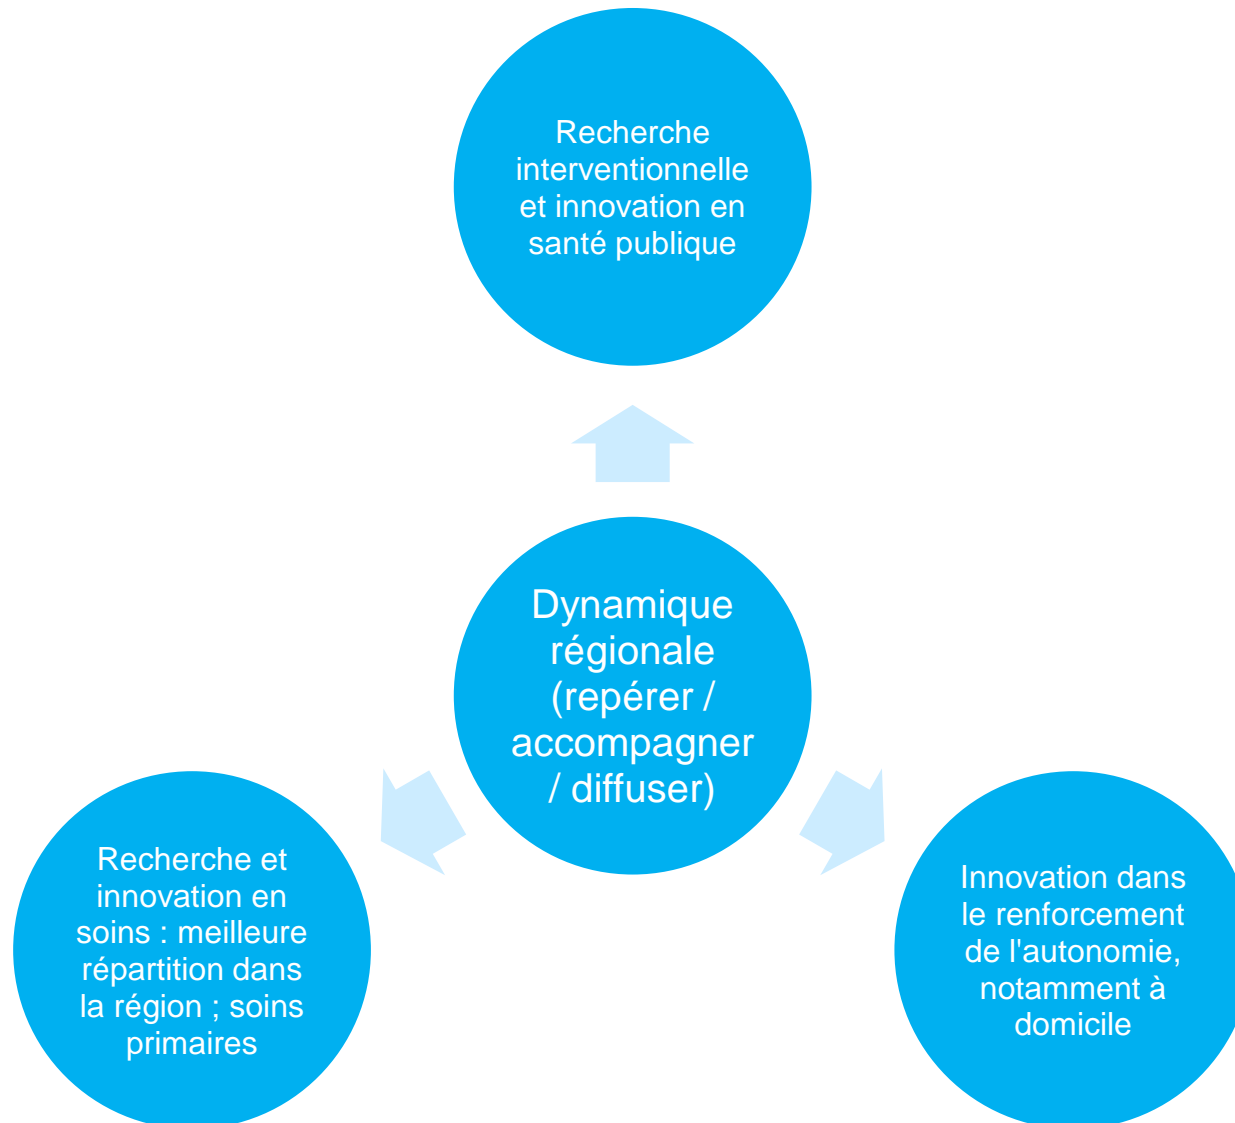 Recherche
interventionnelle
et innovation en
santé publique
Dynamique
régionale
(repérer /
accompagner
/ diffuser)
Recherche et
innovation en
soins : meilleure
répartition dans
la région ; soins
primaires
Innovation dans
le renforcement
de l'autonomie,
notamment à
domicile